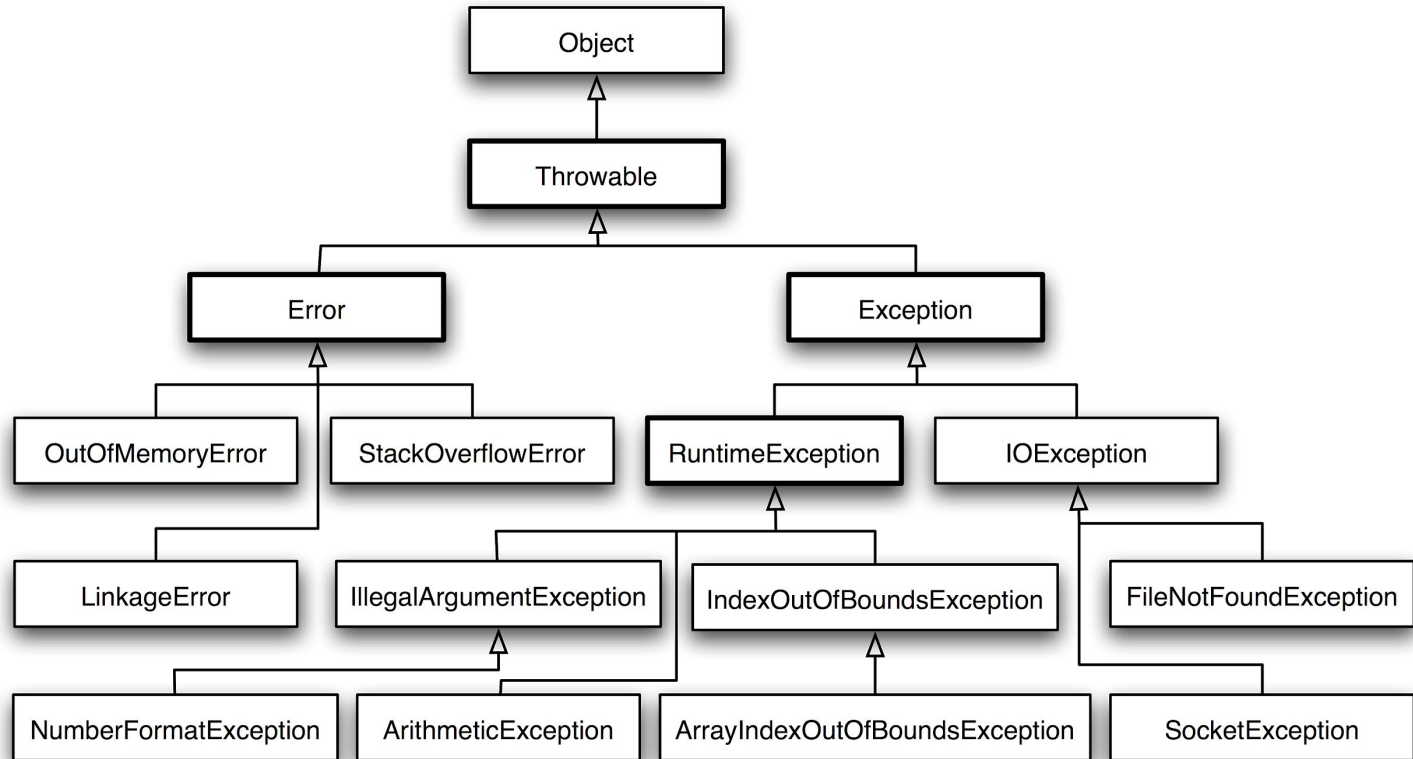 Object
Throwable
Error
Exception
OutOfMemoryError
StackOverflowError
RuntimeException
IOException
LinkageError
IllegalArgumentException
IndexOutOfBoundsException
FileNotFoundException
NumberFormatException
ArithmeticException
ArrayIndexOutOfBoundsException
SocketException